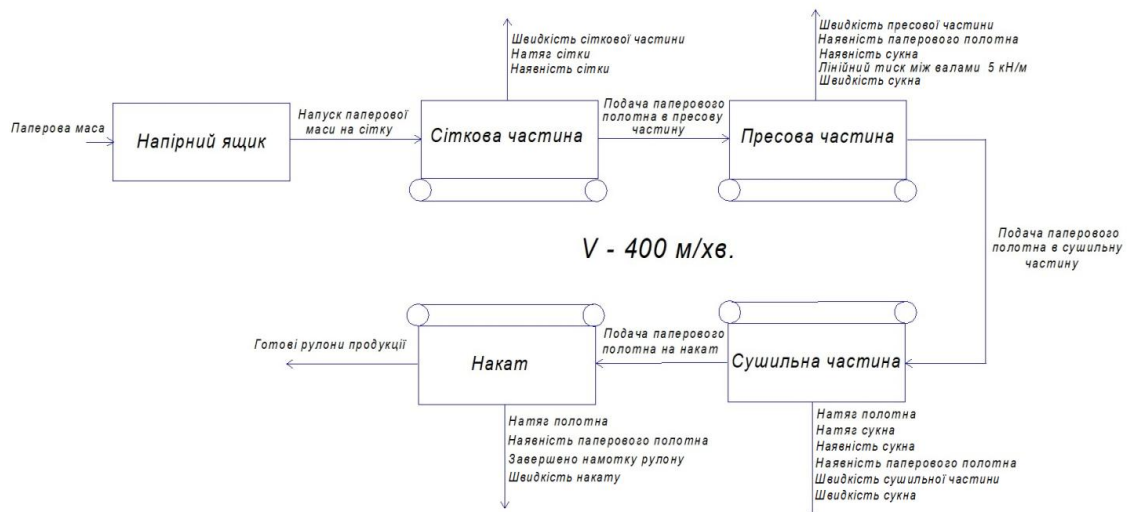 Паперова маса
Напірний ящик
Напуск паперової
маси на сітку
Швидкість сіткової частини
Натяг сітки
Наявність сітки
Сіткова частина
Подача паперового
полотна в пресову
частину
Швидкість пресової частини
Наявність паперового полотна
Наявність сукна
Лінійний тиск між валами 5 кН/м
Швидкість сукна
Пресова частина
Подача паперового
полотна в сушильну
частину
V - 400 м/хв.
Сушильна частина
Натяг полотна
Натяг сукна
Наявність сукна
Наявність паперового полотна
Швидкість сушильної частини
Швидкість сукна
Подача паперового
полотна на накат
Накат
Натяг полотна
Наявність паперового полотна
Завершено намотку рулону
Швидкість накату
Готові рулони продукції